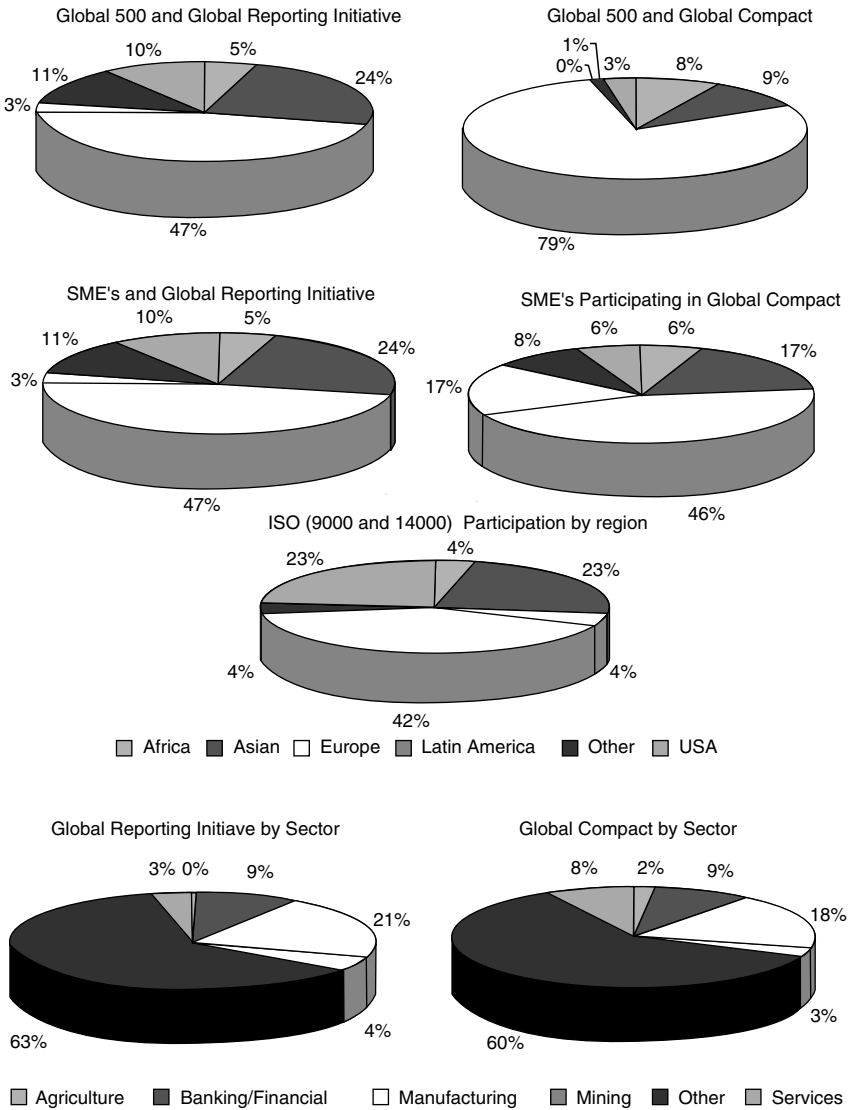 Global 500 and Global Reporting Initiative
10% 5%
11% 24%
3%
47%
Global 500 and Global Compact
1%
0% 3% 8%
9%
79%
SME's and Global Reporting Initiative
10% 5%
11% 24%
3%
47%
SME's Participating in Global Compact
8% 6% 6% 17%
17%
46%
ISO (9000 and 14000) Participation by region
23% 4% 23%
4% 4%
42%
Africa Asian Europe Latin America Other USA
Global Reporting Initiave by Sector
3% 0% 9%
21%
63% 4%
Global Compact by Sector
8% 2% 9%
18%
3%
60%
Agriculture Banking/Financial Manufacturing Mining Other Services